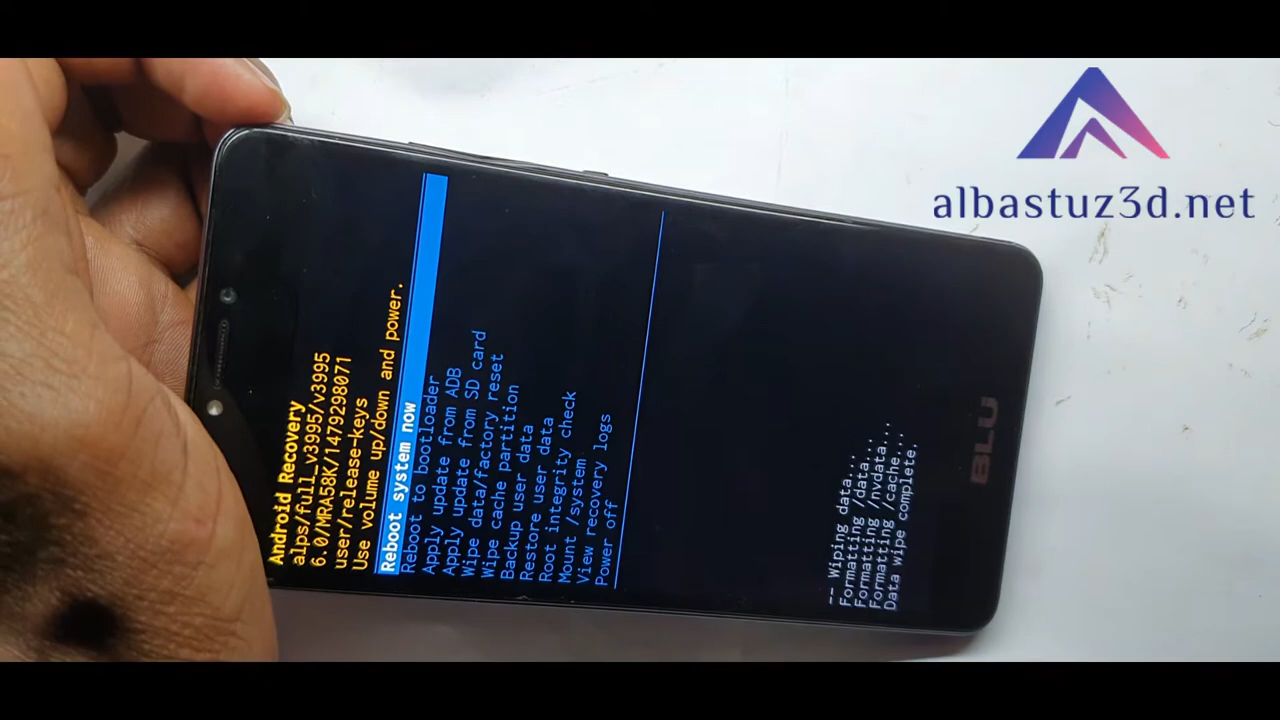 albastuz3d.net
Android Recovery
alps/full_v3995/v3995
6.0/MRA58K/1479298071
user/release-keys
Use volume up/down and power.
Reboot system now
Reboot to bootloader
Apply update from ADB
Apply update from SD card
Wipe data/factory reset
Wipe cache partition
Backup user data
Restore user data
Root integrity check
Mount /system
View recovery logs
Power off
-- Wiping data...
Formatting /data...
Formatting /nvdata...
Formatting /cache...
Data wipe complete.
BLU